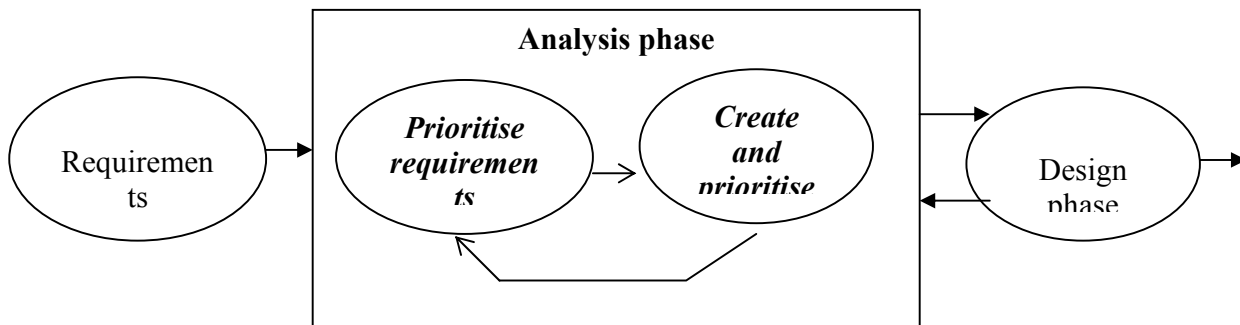 Analysis phase
Requiremen
ts
Prioritise
requiremen
ts
Create
and
prioritise
Design
phase